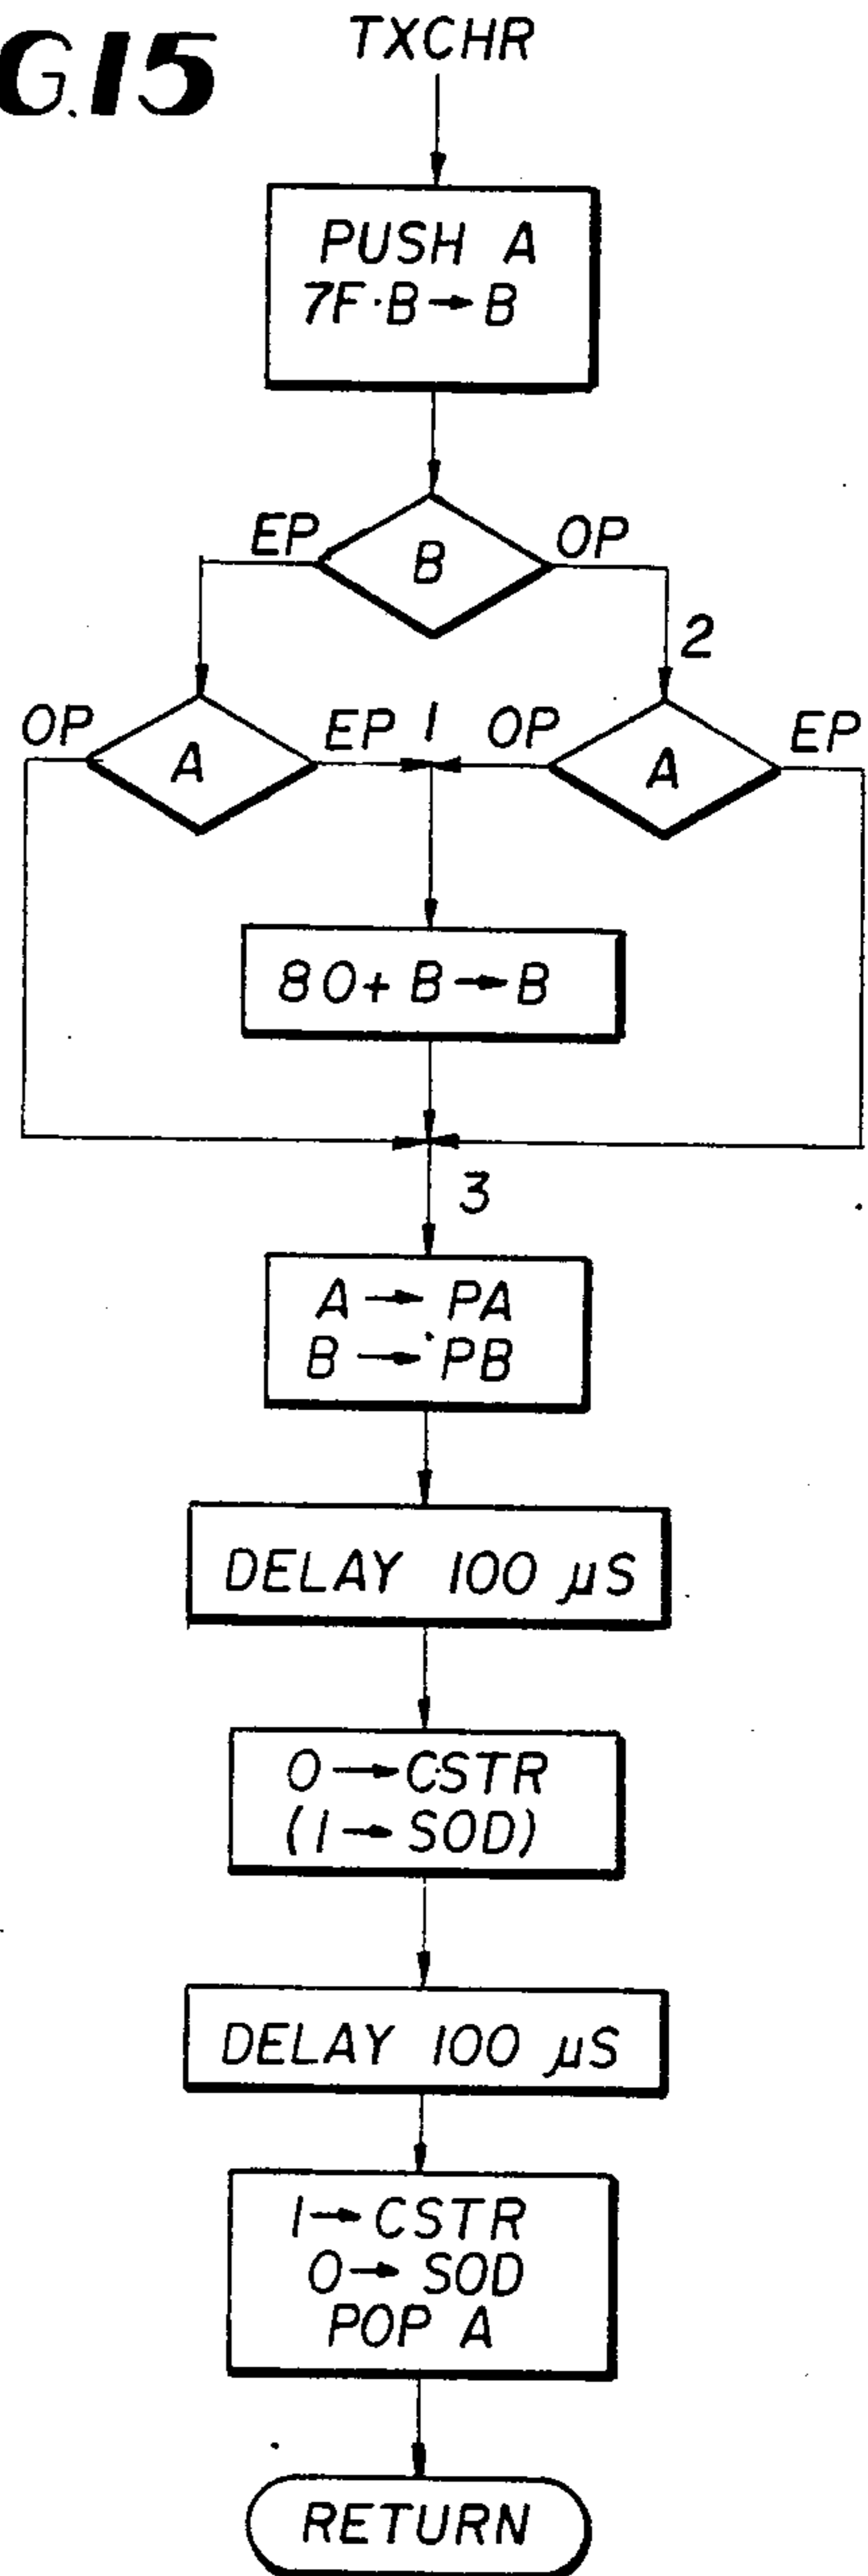 G.15
TXCHR
PUSH A
7F·B→B
EP
B
OP
2
OP
A
EP
1
OP
A
EP
80+ B→B
3
A→PA
B→PB
DELAY 100 µS
0→CSTR
(1→SOD)
DELAY 100 µS
1→CSTR
0→SOD
POP A
RETURN